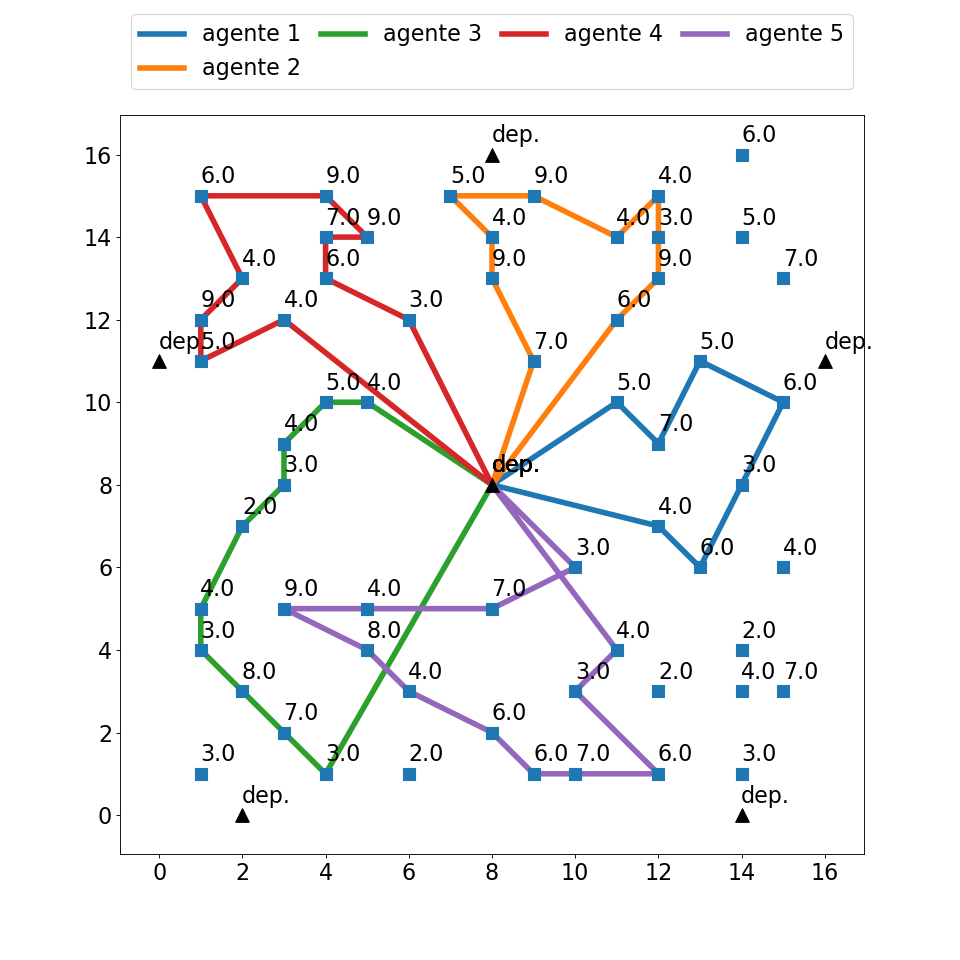 agente 1 agente 3 agente 4 agente 5
agente 2
dep. 6.0
16
6.0 9.0 5.0 9.0 4.0
7.0 9.0 4.0 4.0 3.0 5.0
14
4.0 6.0 9.0 9.0 7.0
9.0 4.0 3.0 6.0
12
dep. 5.0 7.0 5.0 dep.
5.0 4.0 5.0 6.0
10
4.0 7.0
3.0 dep. 3.0
8
2.0 4.0
3.0 6.0 4.0
6
4.0 9.0 4.0 7.0
3.0 8.0 4.0 2.0
4
8.0 4.0 3.0 2.0 4.0 7.0
7.0 6.0
2
3.0 3.0 2.0 6.0 7.0 6.0 3.0
dep. dep.
0
0 2 4 6 8 10 12 14 16